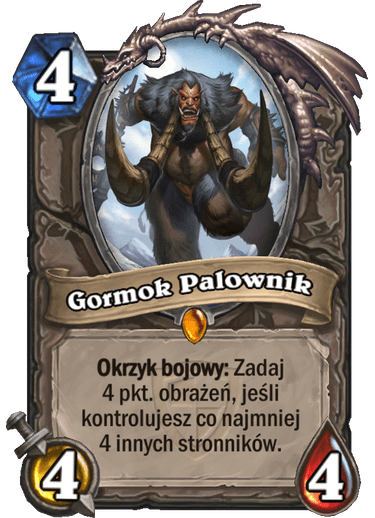 4
Gormok Palownik
Okrzyk bojowy: Zadaj
4 pkt. obrażeń, jeśli
kontrolujesz co najmniej
4 innych stronników.
4
4